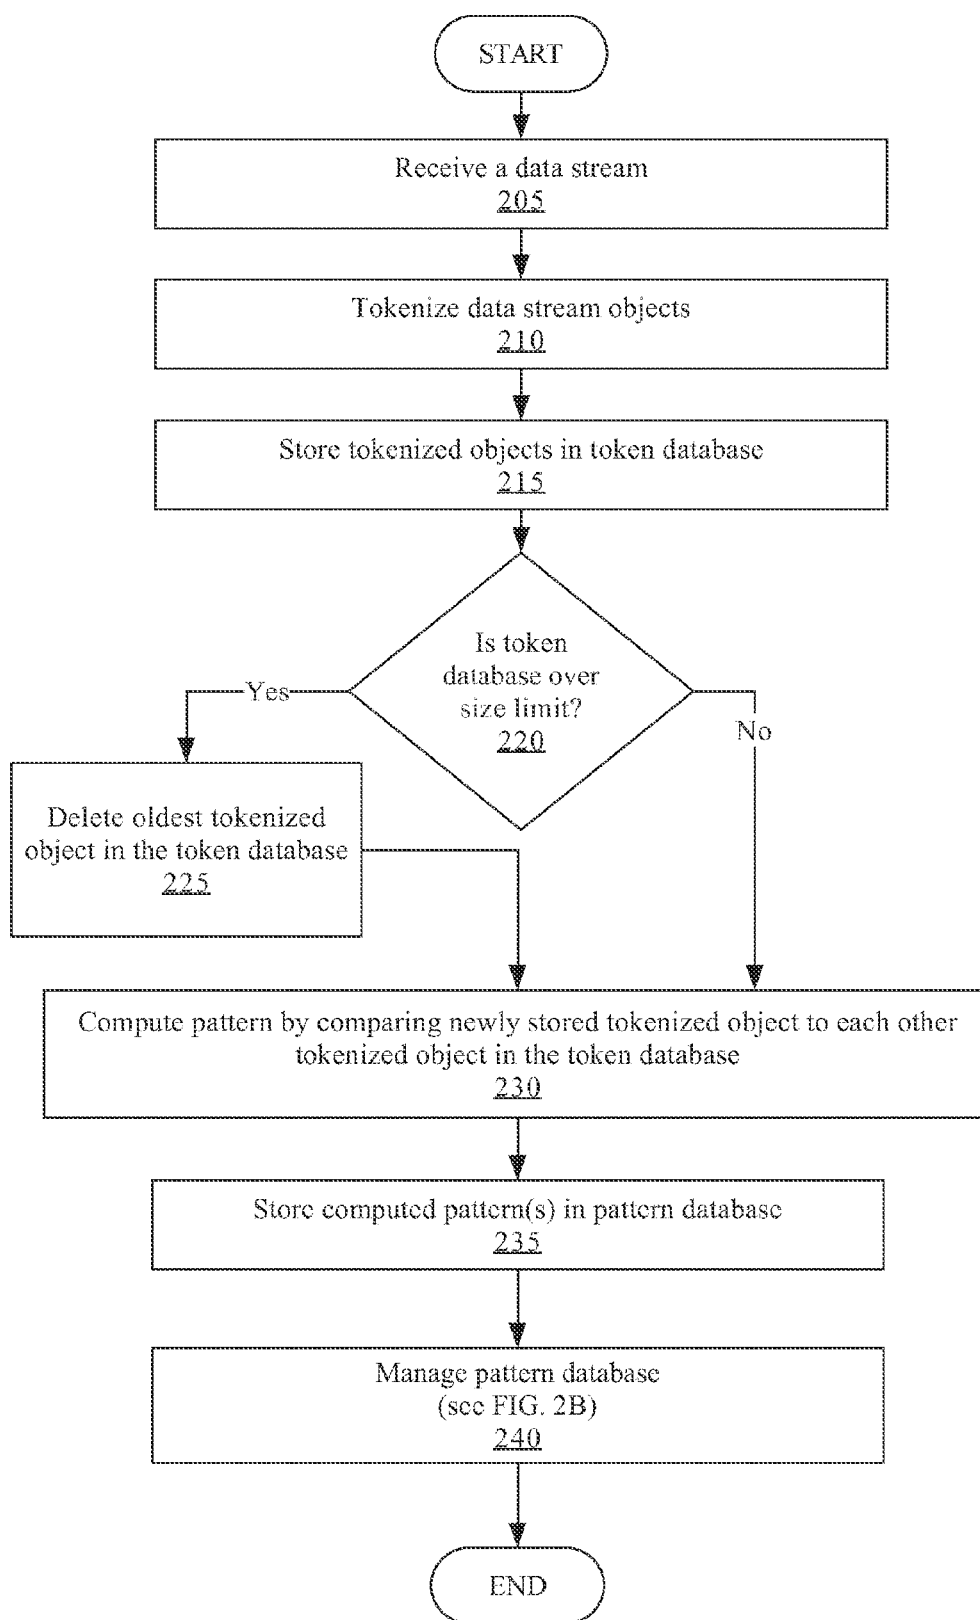 START
Receive a data stream
205
Tokenize data stream objects
210
Store tokenized objects in token database
215
Is token
database over
size limit?
220
Yes
No
Delete oldest tokenized
object in the token database
225
Compute pattern by comparing newly stored tokenized object to each other
tokenized object in the token database
230
Store computed pattern(s) in pattern database
235
Manage pattern database
(see FIG. 2B)
240
END